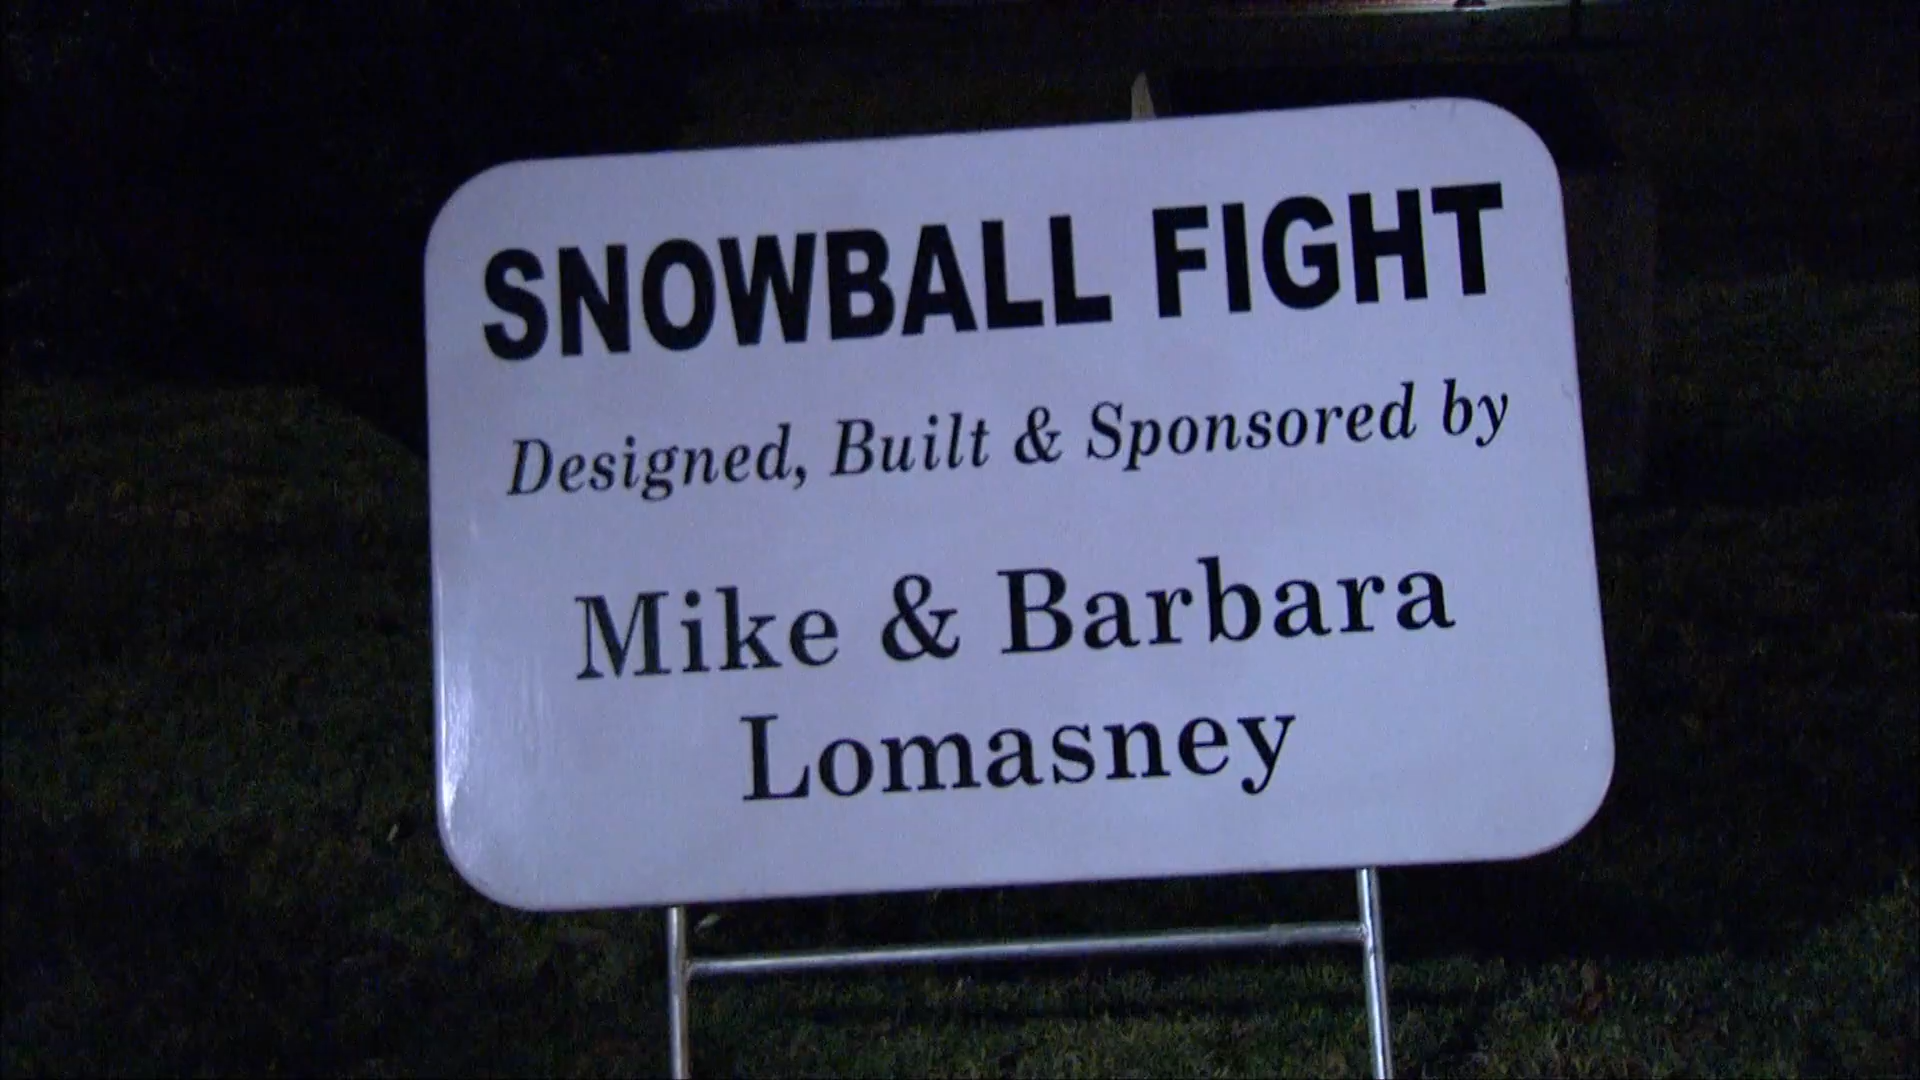 SNOWBALL FIGHT
Designed, Built & Sponsored by
Mike & Barbara
Lomasney